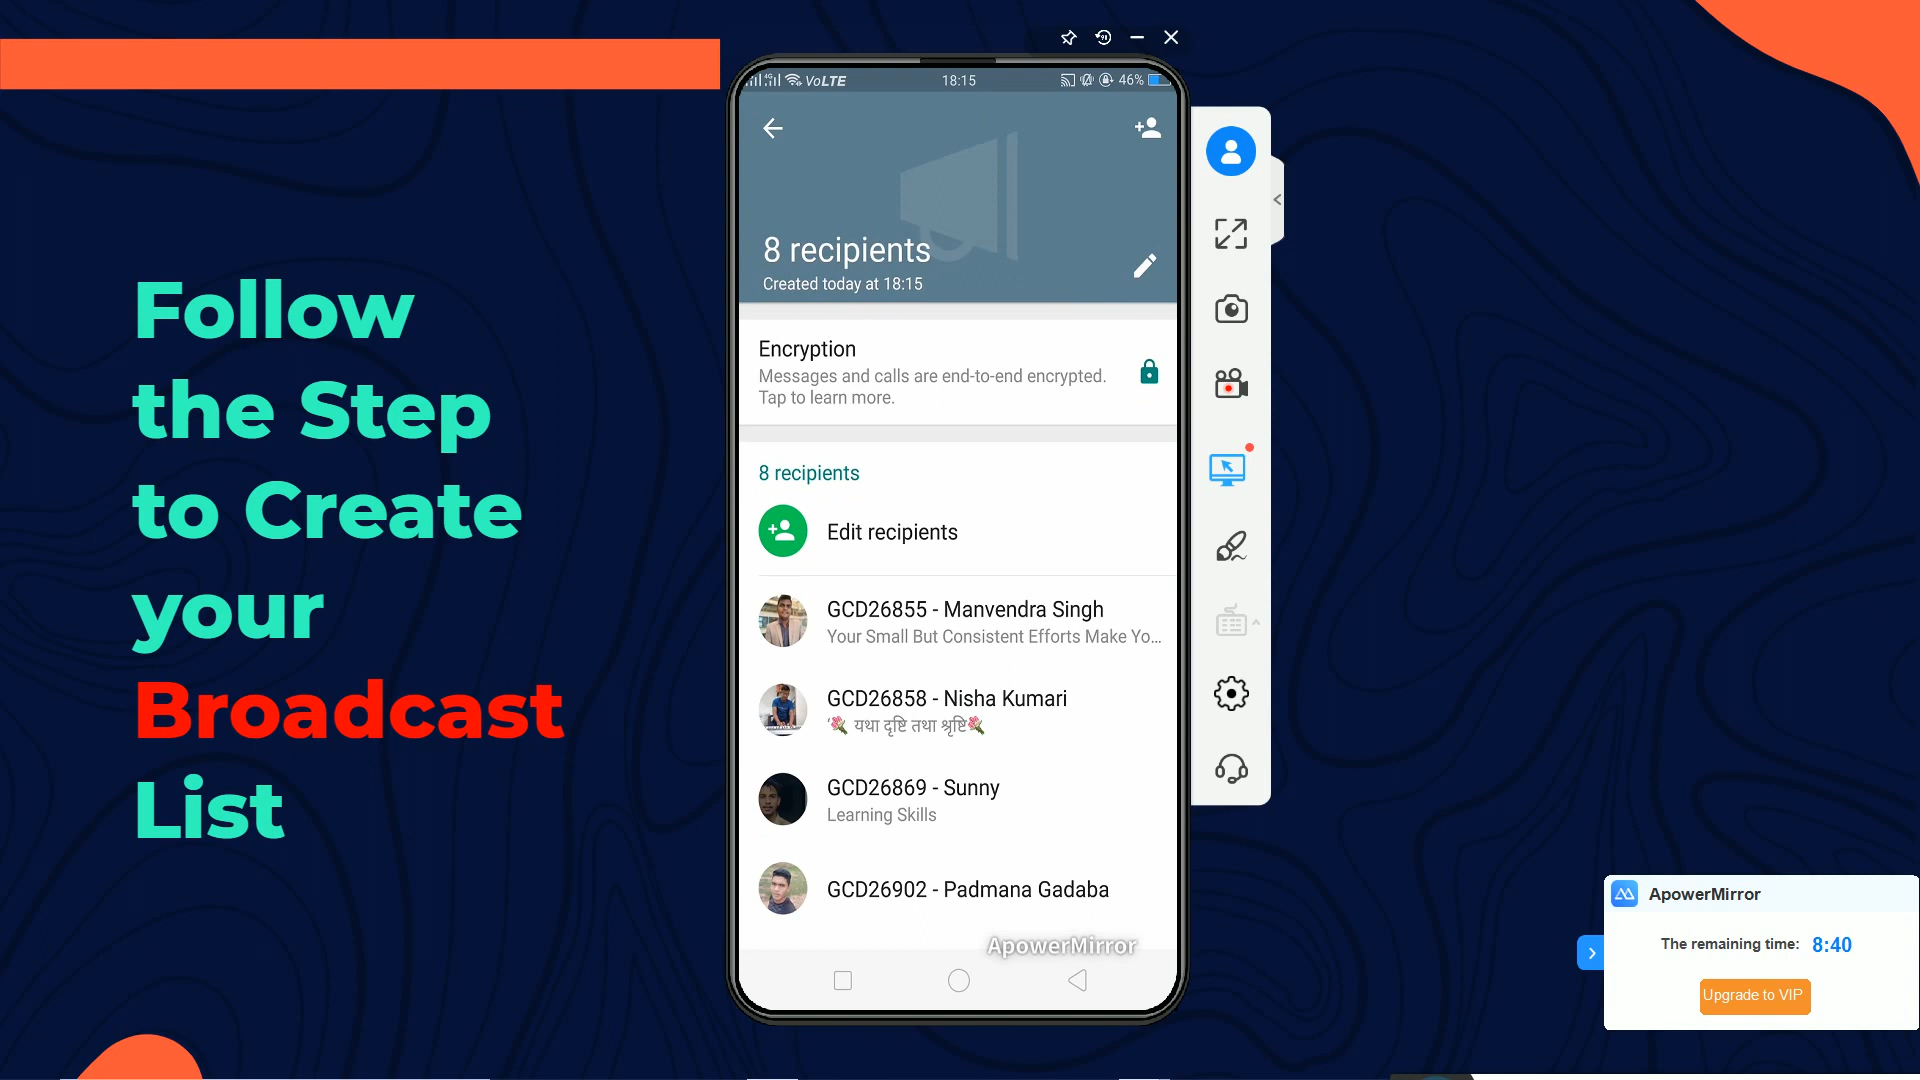 Follow
the Step
to Create
your
Broadcast
List
4G VoLTE 18:15 46%
8 recipients
Created today at 18:15
Encryption
Messages and calls are end-to-end encrypted.
Tap to learn more.
8 recipients
Edit recipients
GCD26855 - Manvendra Singh
Your Small But Consistent Efforts Make Yo...
GCD26858 - Nisha Kumari
'💐 यथा दृष्टि तथा श्रृष्टि💐
GCD26869 - Sunny
Learning Skills
GCD26902 - Padmana Gadaba
ApowerMirror
ApowerMirror
The remaining time: 8:40
Upgrade to VIP